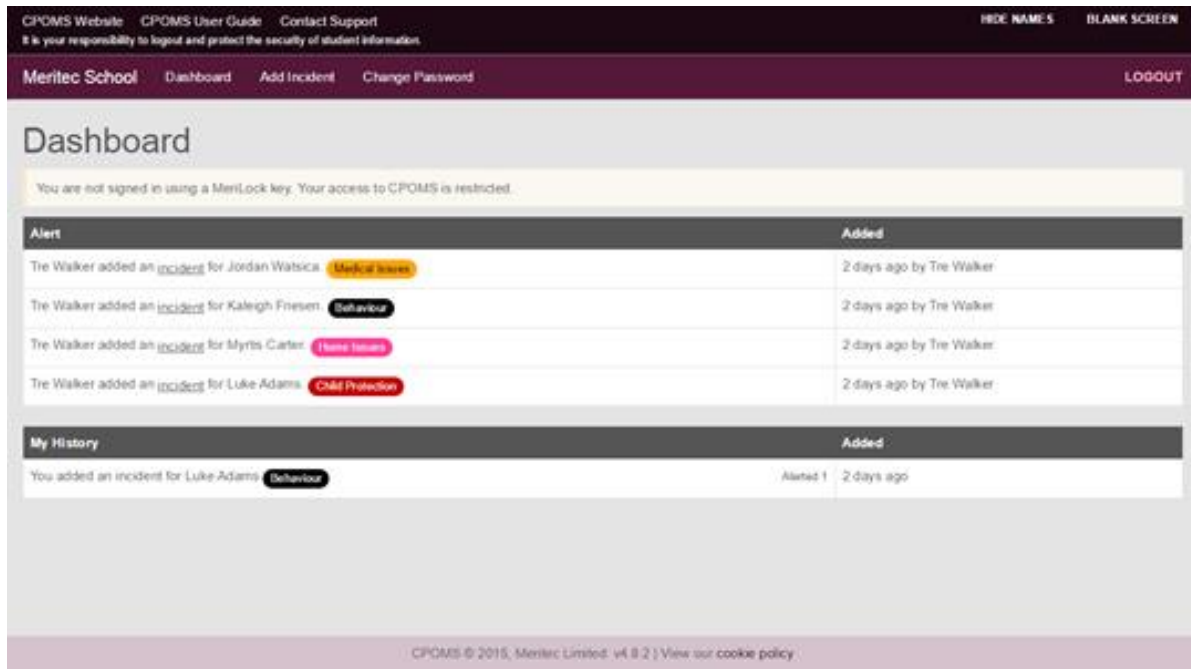 CPOMS Website CPOMS User Guide Contact Support HIDE NAMES BLANK SCREEN
It is your responsibility to logout and protect the security of student information.
Meritec School Dashboard Add Incident Change Password LOGOUT
Dashboard
You are not signed in using a MeriLock key. Your access to CPOMS is restricted.
Alert Added
Tre Walker added an incident for Jordan Watsica. Medical Issues 2 days ago by Tre Walker
Tre Walker added an incident for Kaleigh Friesen. Behaviour 2 days ago by Tre Walker
Tre Walker added an incident for Myrtis Carter. Home Issues 2 days ago by Tre Walker
Tre Walker added an incident for Luke Adams. Child Protection 2 days ago by Tre Walker
My History Added
You added an incident for Luke Adams Behaviour Alerted 1 2 days ago
CPOMS © 2015, Meritec Limited. v4.8.2 | View our cookie policy